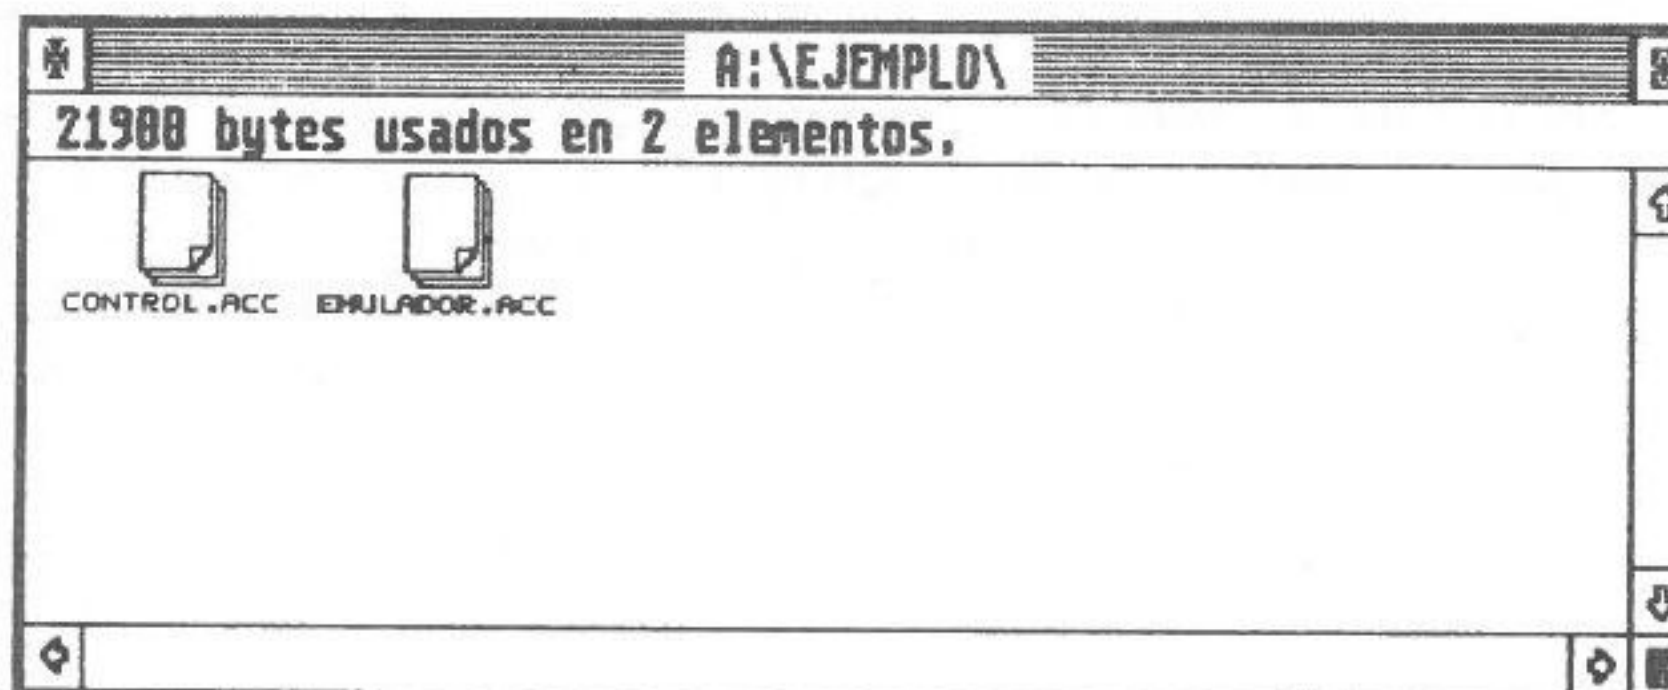 A:\EJEMPLO\
21988 bytes usados en 2 elementos.
CONTROL.ACC EMULADOR.ACC